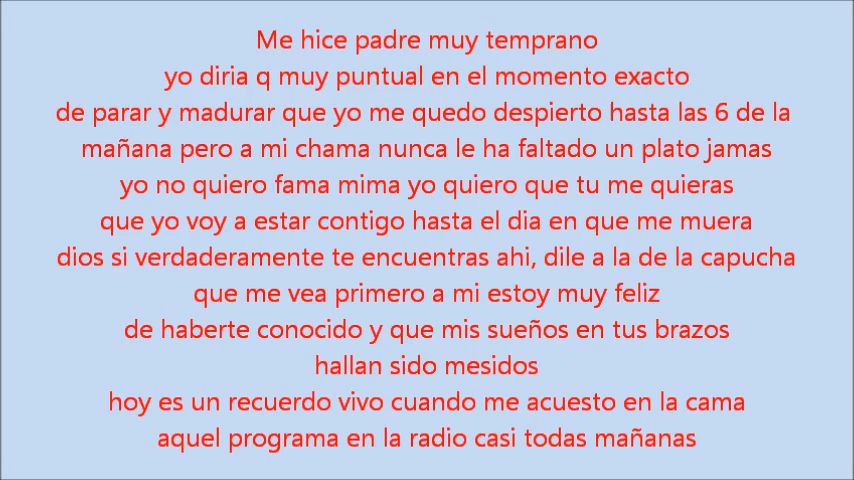 Me hice padre muy temprano
yo diria q muy puntual en el momento exacto
de parar y madurar que yo me quedo despierto hasta las 6 de la
mañana pero a mi chama nunca le ha faltado un plato jamas
yo no quiero fama mima yo quiero que tu me quieras
que yo voy a estar contigo hasta el dia en que me muera
dios si verdaderamente te encuentras ahi, dile a la de la capucha
que me vea primero a mi estoy muy feliz
de haberte conocido y que mis sueños en tus brazos
hallan sido mesidos
hoy es un recuerdo vivo cuando me acuesto en la cama
aquel programa en la radio casi todas mañanas